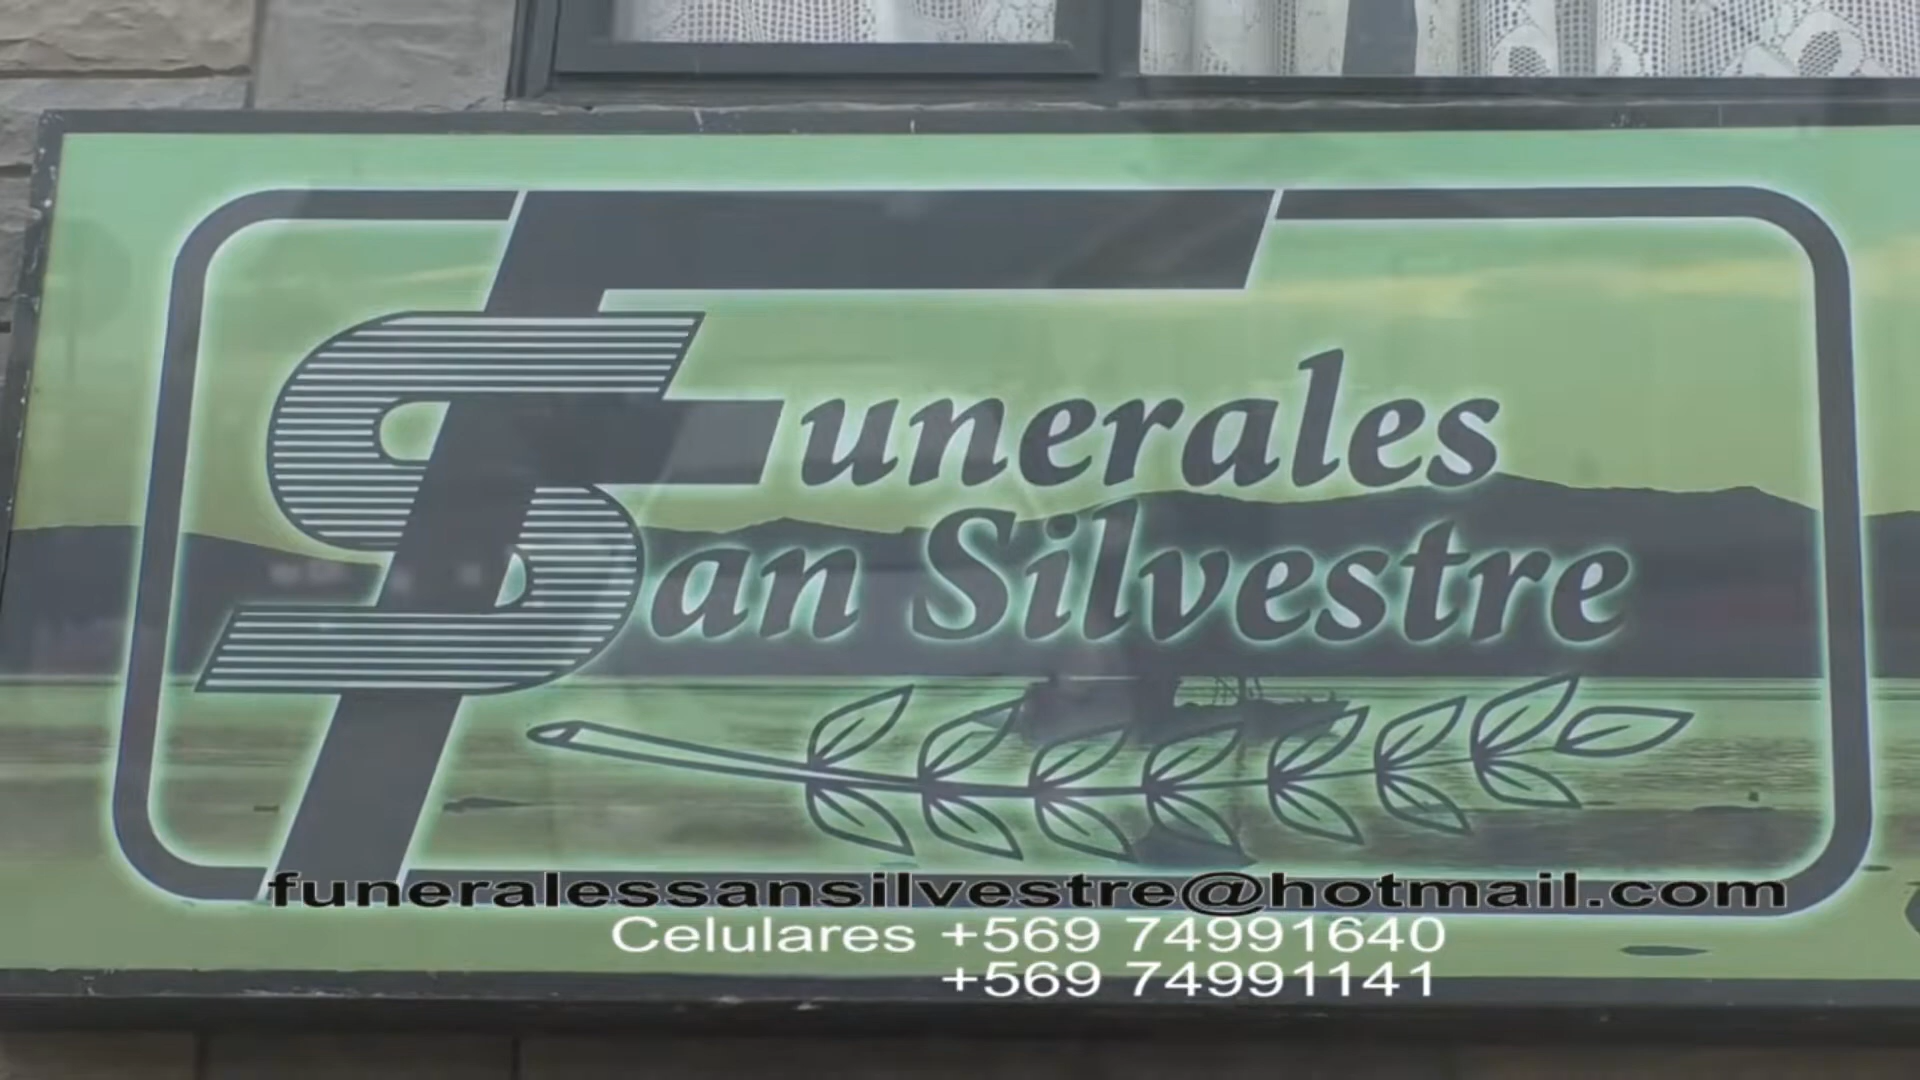 Funerales
San Silvestre
funeralessansilvestre@hotmail.com
Celulares +569 74991640
+569 74991141